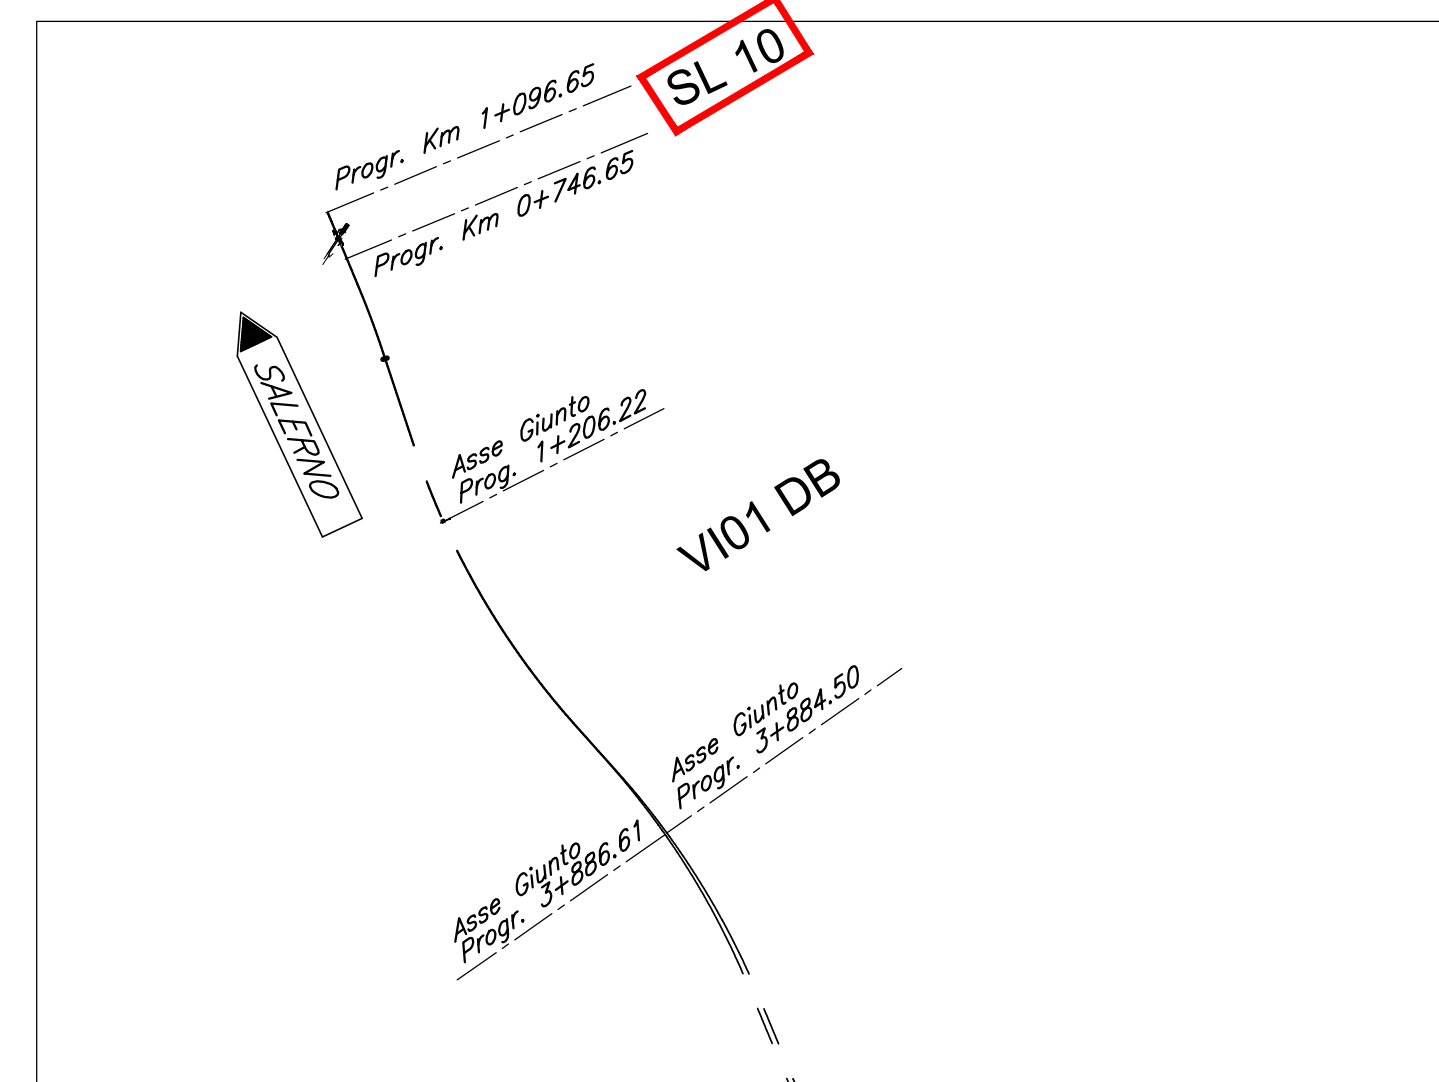 SL 10
Progr. Km 1+096.65
Progr. Km 0+746.65
SALERNO
Asse Giunto
Prog. 1+206.22
VI01 DB
Asse Giunto
Progr. 3+884.50
Asse Giunto
Progr. 3+886.61